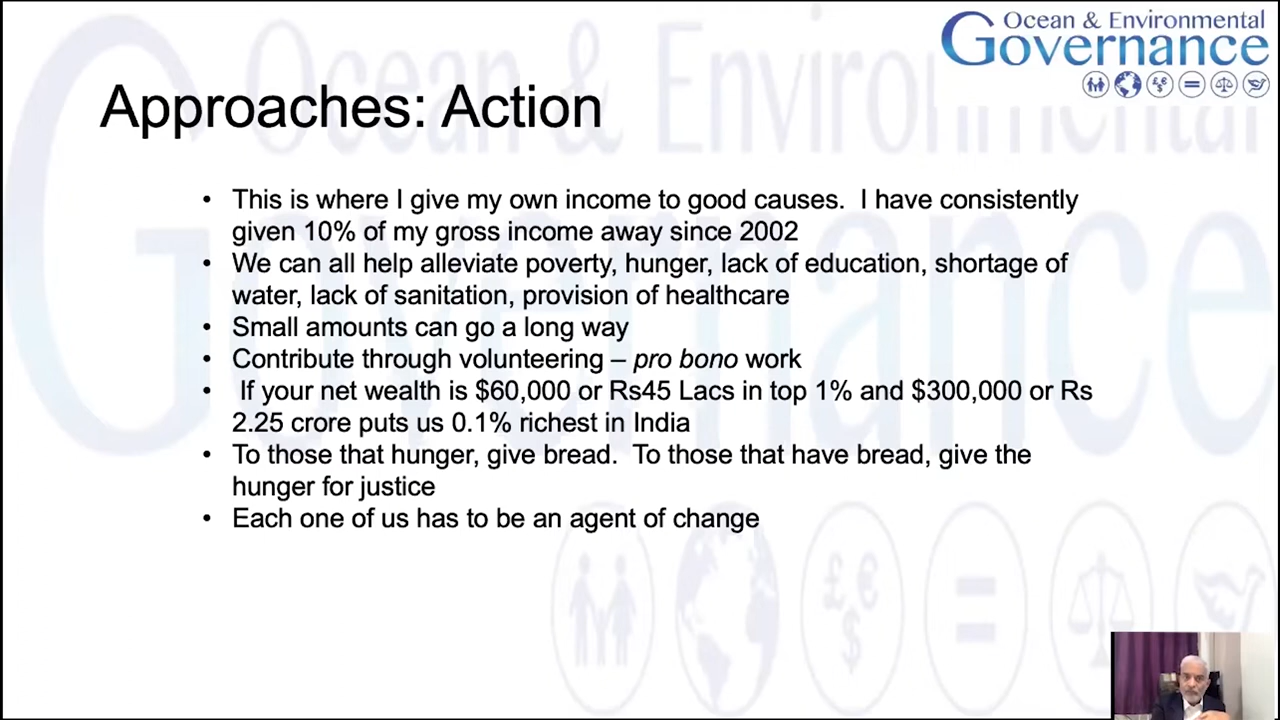 Ocean & Environmental
Governance
Approaches: Action
• This is where I give my own income to good causes.  I have consistently
given 10% of my gross income away since 2002
• We can all help alleviate poverty, hunger, lack of education, shortage of
water, lack of sanitation, provision of healthcare
• Small amounts can go a long way
• Contribute through volunteering – pro bono work
•  If your net wealth is $60,000 or Rs45 Lacs in top 1% and $300,000 or Rs
2.25 crore puts us 0.1% richest in India
• To those that hunger, give bread.  To those that have bread, give the
hunger for justice
• Each one of us has to be an agent of change